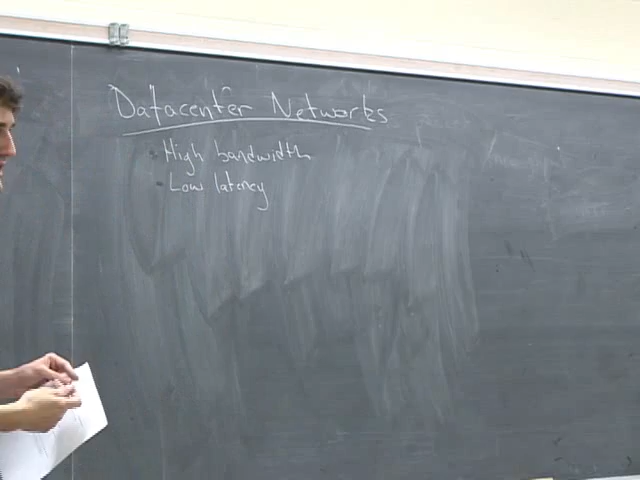 Datacenter Networks
• High bandwidth
• Low latency